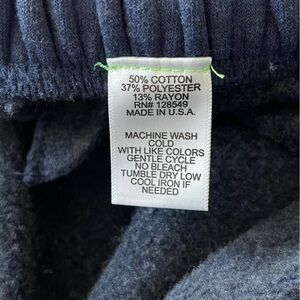 50% COTTON
37% POLYESTER
13% RAYON
RN# 128549
MADE IN U.S.A.
MACHINE WASH
COLD
WITH LIKE COLORS
GENTLE CYCLE
NO BLEACH
TUMBLE DRY LOW
COOL IRON IF
NEEDED